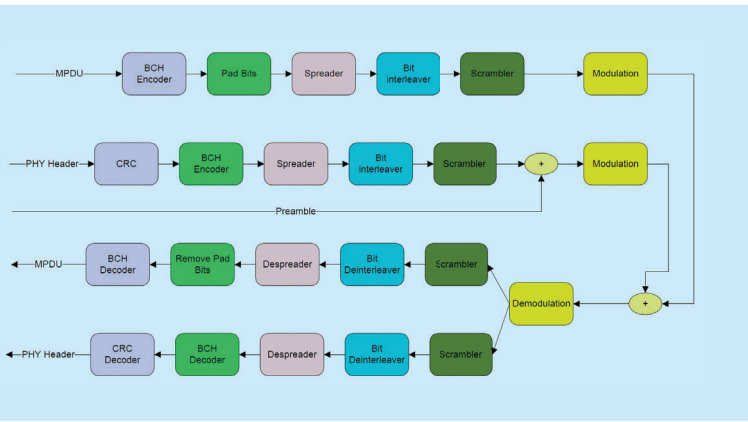 MPDU
BCH
Encoder
Pad Bits
Spreader
Bit
interleaver
Scrambler
Modulation
PHY Header
CRC
BCH
Encoder
Spreader
Bit
interleaver
Scrambler
+
Modulation
Preamble
MPDU
BCH
Decoder
Remove Pad
Bits
Despreader
Bit
Deinterleaver
Scrambler
Demodulation
+
PHY Header
CRC
Decoder
BCH
Decoder
Despreader
Bit
Deinterleaver
Scrambler